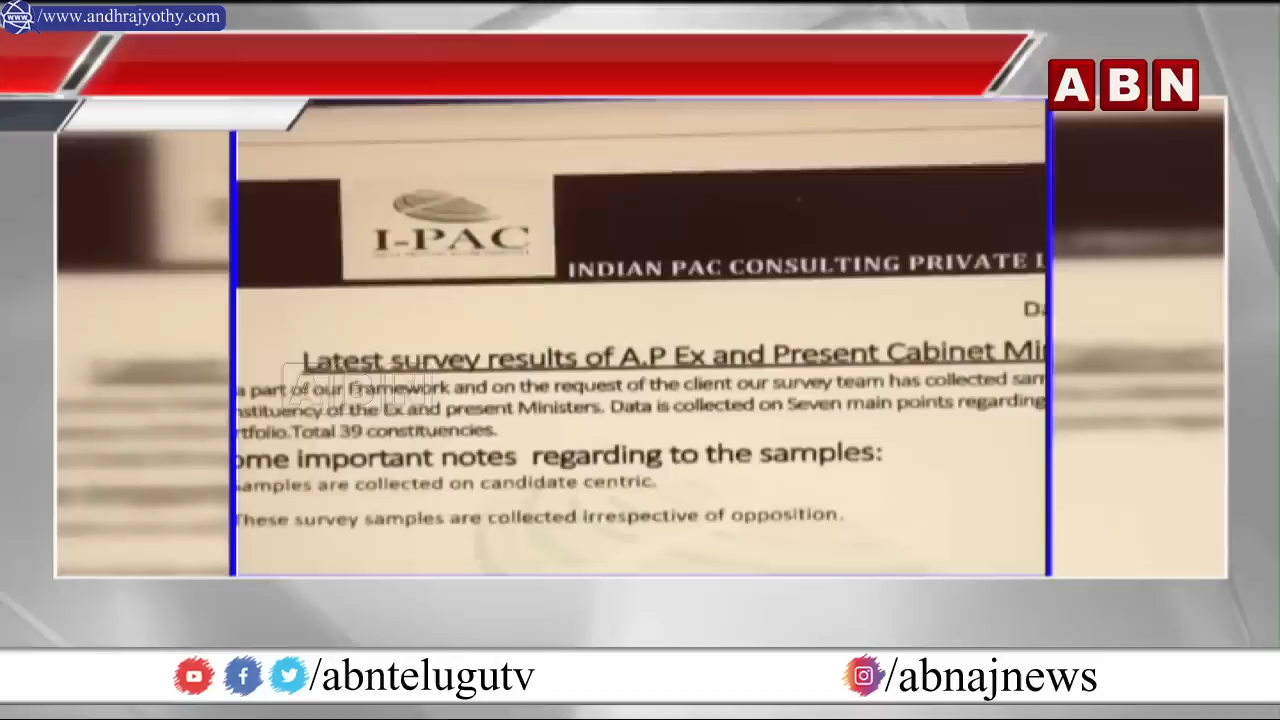 www/www.andhrajyothy.com
ABN
I-PAC
INDIAN PAC CONSULTING PRIVATE L
Da
Latest survey results of A.P Ex and Present Cabinet Mi
a part of our Framework and on the request of the client our survey team has collected sam
nstituency of the Ex and present Ministers. Data is collected on Seven main points regarding
rtfolio.Total 39 constituencies.
ome important notes regarding to the samples:
amples are collected on candidate centric.
These survey samples are collected irrespective of opposition.
/abntelugutv
/abnajnews